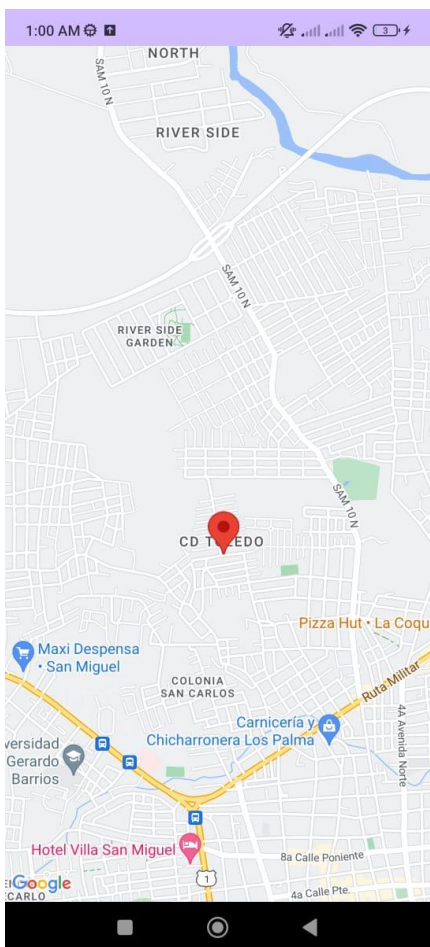 1:00 AM
3
NORTH
SAM 10 N
RIVER SIDE
SAM 10 N
RIVER SIDE
GARDEN
SAM 10 N
CD TOLEDO
Pizza Hut • La Coqu
Maxi Despensa
• San Miguel
COLONIA
SAN CARLOS
Ruta Militar
4A Avenida Norte
Carnicería y
Chicharronera Los Palma
versidad
Gerardo
Barrios
Hotel Villa San Miguel
8a Calle Poniente
1
Google
CARLO
4a Calle Pte.